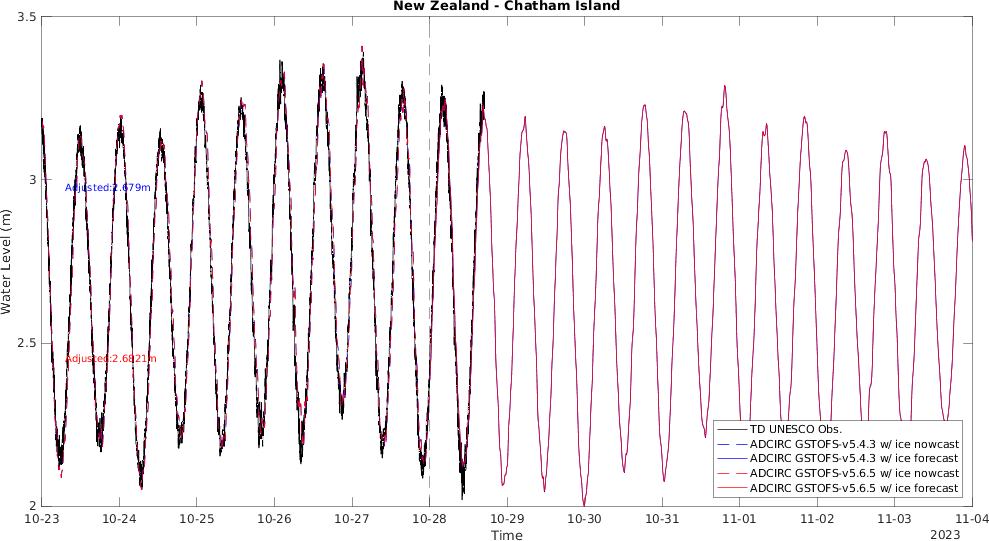 New Zealand - Chatham Island
3.5
3
2.5
2
Water Level (m)
Adjusted:2.679m
Adjusted:2.6821m
TD UNESCO Obs.
ADCIRC GSTOFS-v5.4.3 w/ ice nowcast
ADCIRC GSTOFS-v5.4.3 w/ ice forecast
ADCIRC GSTOFS-v5.6.5 w/ ice nowcast
ADCIRC GSTOFS-v5.6.5 w/ ice forecast
10-23 10-24 10-25 10-26 10-27 10-28 10-29 10-30 10-31 11-01 11-02 11-03 11-04
Time
2023